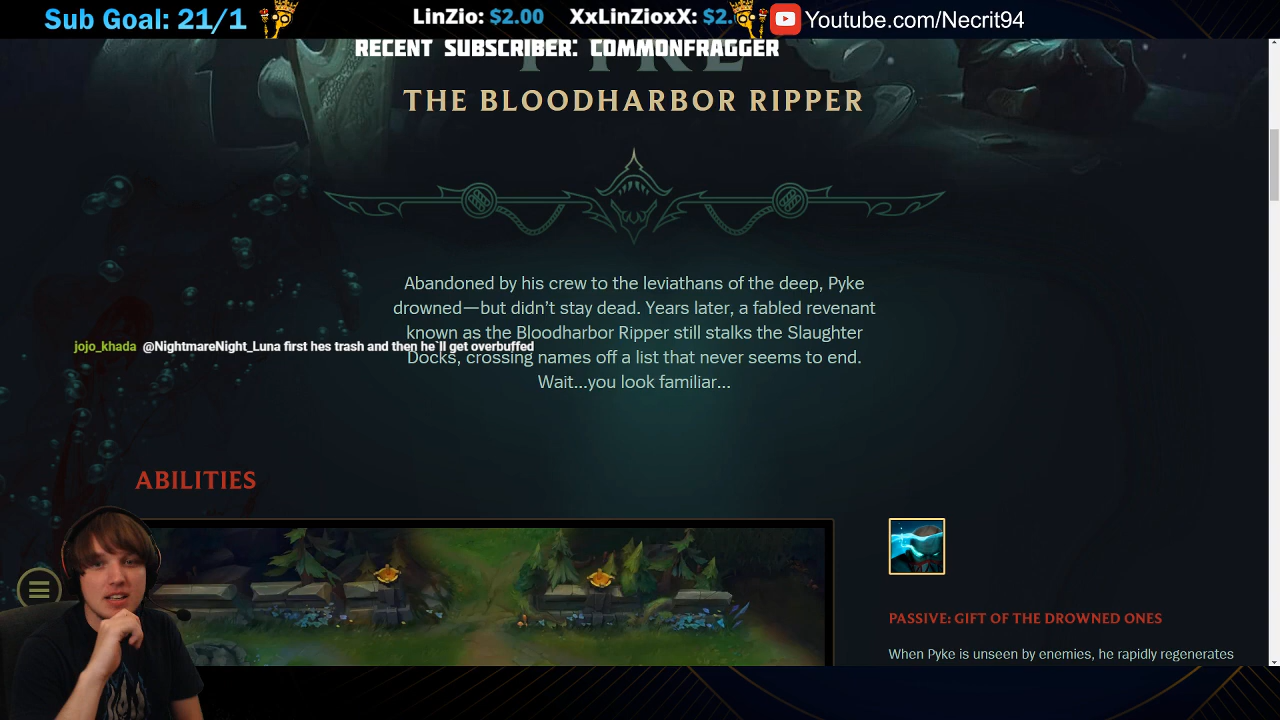 Sub Goal: 21/1
LinZio: $2.00 XxLinZioxX: $2.
Youtube.com/Necrit94
RECENT SUBSCRIBER: COMMONFRAGGER
PYKE
THE BLOODHARBOR RIPPER
Abandoned by his crew to the leviathans of the deep, Pyke
drowned—but didn't stay dead. Years later, a fabled revenant
known as the Bloodharbor Ripper still stalks the Slaughter
jojo_khada @NightmareNight_Luna first hes trash and then he`ll get overbuffed
Docks, crossing names off a list that never seems to end.
Wait...you look familiar...
ABILITIES
PASSIVE: GIFT OF THE DROWNED ONES
When Pyke is unseen by enemies, he rapidly regenerates